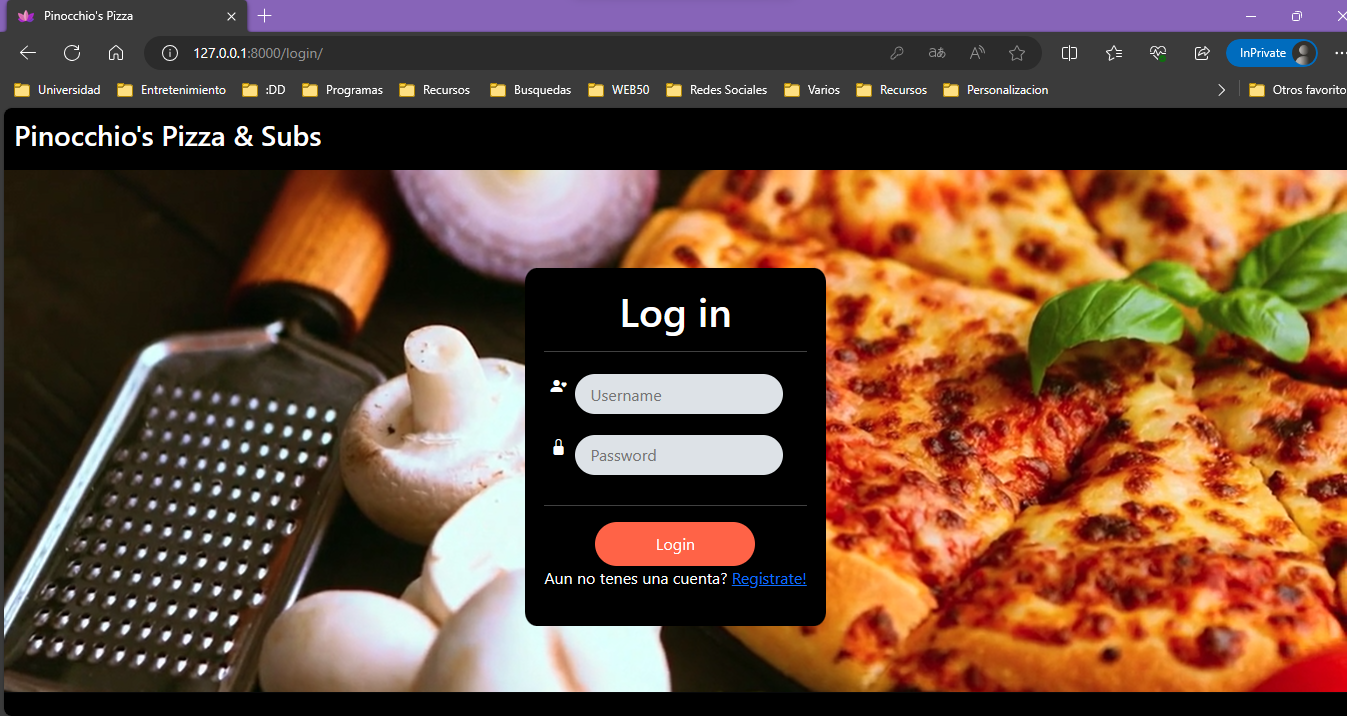 Pinocchio's Pizza
127.0.0.1:8000/login/
InPrivate
Universidad Entretenimiento :DD Programas Recursos Busquedas WEB50 Redes Sociales Varios Recursos Personalizacion Otros favorito
Pinocchio's Pizza & Subs
Log in
Username
Password
Login
Aun no tenes una cuenta? Registrate!